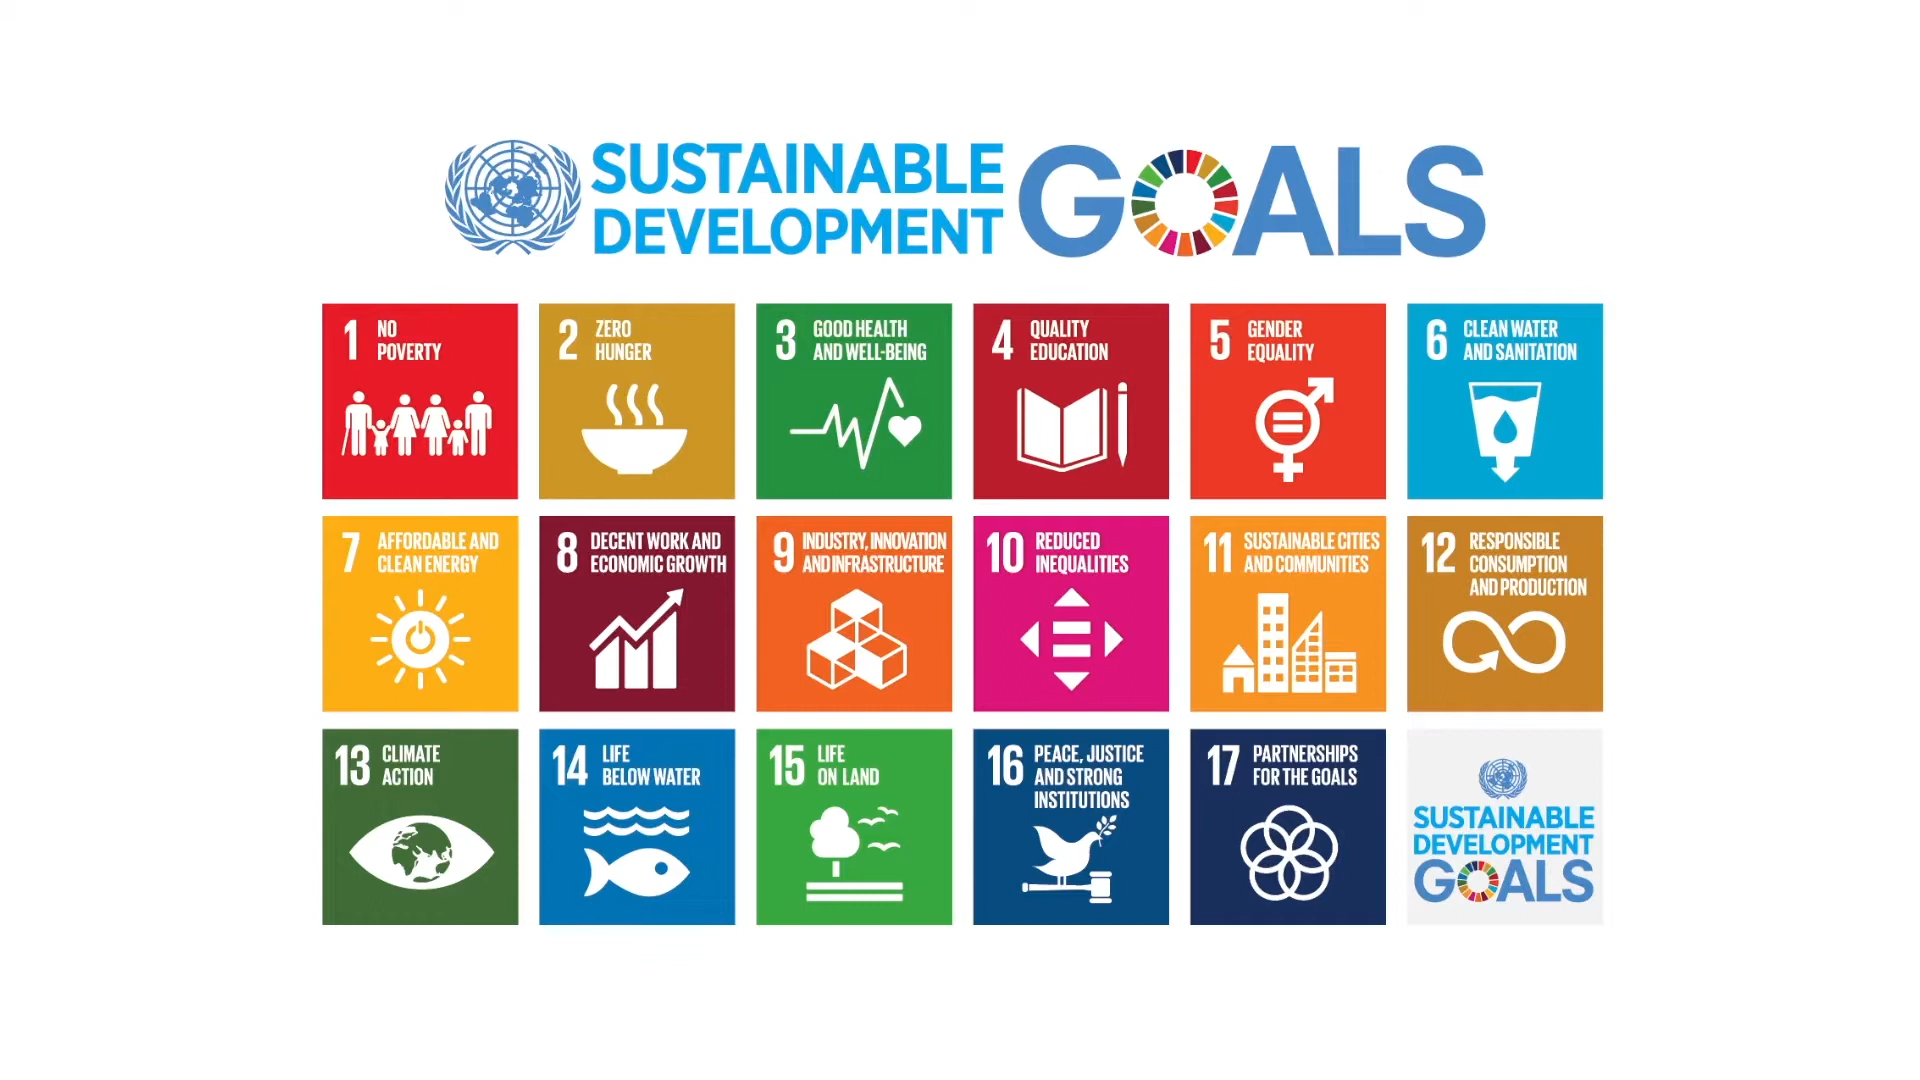 SUSTAINABLE
DEVELOPMENT
GOALS
1 NO
POVERTY
2 ZERO
HUNGER
3 GOOD HEALTH
AND WELL-BEING
4 QUALITY
EDUCATION
5 GENDER
EQUALITY
6 CLEAN WATER
AND SANITATION
7 AFFORDABLE AND
CLEAN ENERGY
8 DECENT WORK AND
ECONOMIC GROWTH
9 INDUSTRY, INNOVATION
AND INFRASTRUCTURE
10 REDUCED
INEQUALITIES
11 SUSTAINABLE CITIES
AND COMMUNITIES
12 RESPONSIBLE
CONSUMPTION
AND PRODUCTION
13 CLIMATE
ACTION
14 LIFE
BELOW WATER
15 LIFE
ON LAND
16 PEACE, JUSTICE
AND STRONG
INSTITUTIONS
17 PARTNERSHIPS
FOR THE GOALS
SUSTAINABLE
DEVELOPMENT
GOALS